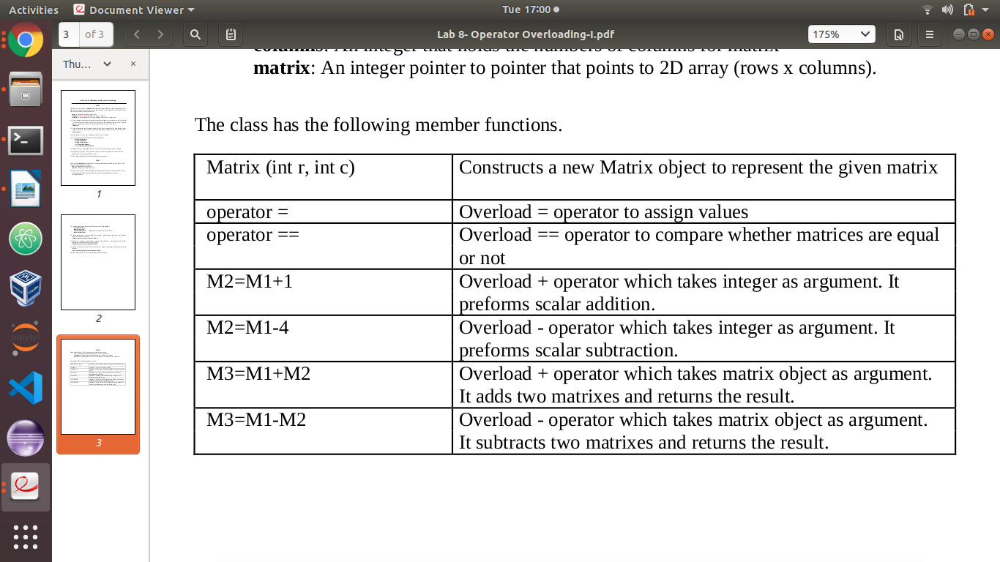 Activities
Document Viewer
Tue 17:00
3 of 3
Lab 8- Operator Overloading-I.pdf
175%
Thu...
1
2
3
matrix: An integer pointer to pointer that points to 2D array (rows x columns).
The class has the following member functions.
Matrix (int r, int c)
Constructs a new Matrix object to represent the given matrix
operator =
Overload = operator to assign values
operator ==
Overload == operator to compare whether matrices are equal
or not
M2=M1+1
Overload + operator which takes integer as argument. It
preforms scalar addition.
M2=M1-4
Overload - operator which takes integer as argument. It
preforms scalar subtraction.
M3=M1+M2
Overload + operator which takes matrix object as argument.
It adds two matrixes and returns the result.
M3=M1-M2
Overload - operator which takes matrix object as argument.
It subtracts two matrixes and returns the result.
jupyter